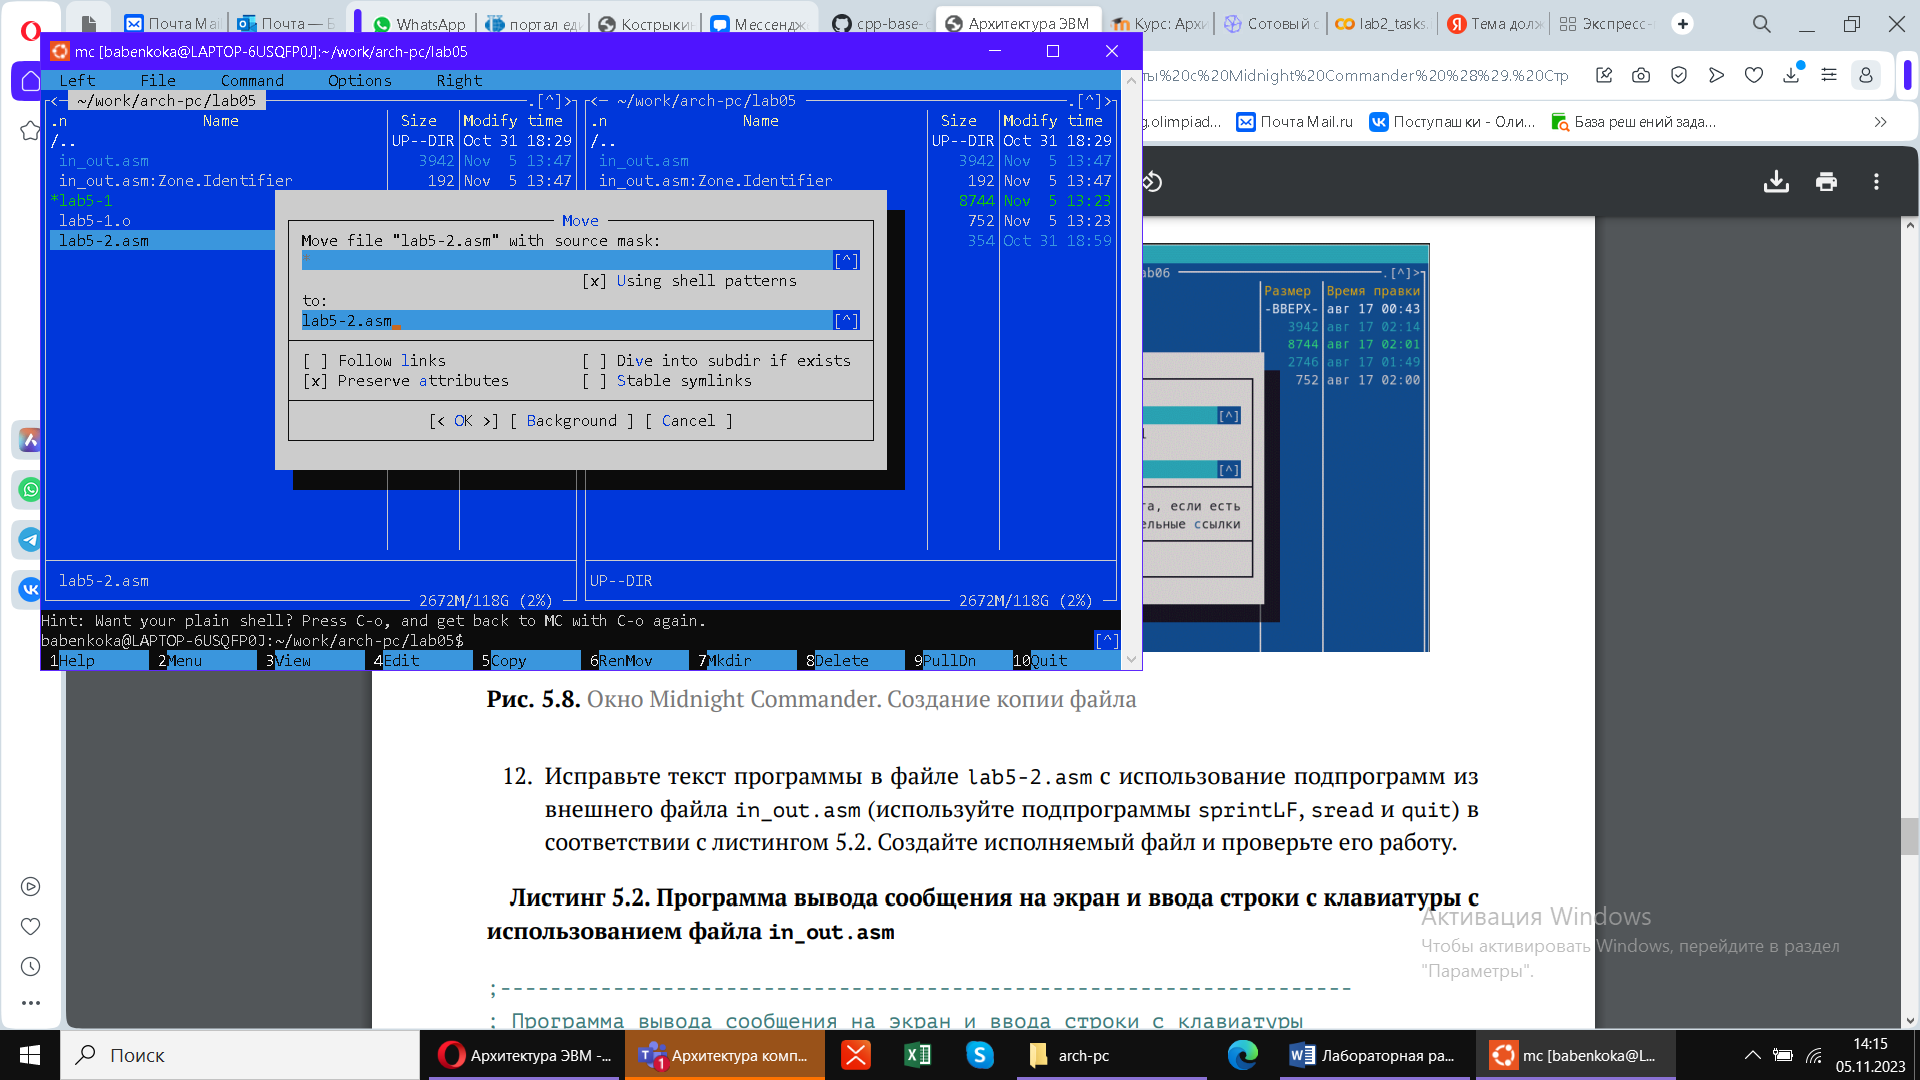 Почта Mai
Почта — Б
WhatsApp
портал еди
Кострыкин
Мессендже
cpp-base-c
Архитектура ЭВМ
Курс: Архи
Сотовый с
lab2_tasks.
Тема долж
Экспресс-
mc [babenkoka@LAPTOP-6USQFP0J]:~/work/arch-pc/lab05
ты%20с%20Midnight%20Commander%20%28%29.%20Стр
g.olimpiad...
Почта Mail.ru
Поступашки - Оли...
База решений зада...
Left File Command Options Right
<— ~/work/arch-pc/lab05 .[^]> <— ~/work/arch-pc/lab05 .[^]>
.n Name Size Modify time .n Name Size Modify time
/.. UP--DIR Oct 31 18:29 /.. UP--DIR Oct 31 18:29
in_out.asm 3942 Nov 5 13:47 in_out.asm 3942 Nov 5 13:47
in_out.asm:Zone.Identifier 192 Nov 5 13:47 in_out.asm:Zone.Identifier 192 Nov 5 13:47
*lab5-1 8744 Nov 5 13:23
lab5-1.o 752 Nov 5 13:23
lab5-2.asm 354 Oct 31 18:59
Move
Move file "lab5-2.asm" with source mask:
* [^]
[x] Using shell patterns
to:
lab5-2.asm [^]
[ ] Follow links [ ] Dive into subdir if exists
[x] Preserve attributes [ ] Stable symlinks
[< OK >] [ Background ] [ Cancel ]
lab5-2.asm UP--DIR
2672M/118G (2%) 2672M/118G (2%)
Hint: Want your plain shell? Press C-o, and get back to MC with C-o again.
babenkoka@LAPTOP-6USQFP0J:~/work/arch-pc/lab05$ [^]
1Help 2Menu 3View 4Edit 5Copy 6RenMov 7Mkdir 8Delete 9PullDn 10Quit
ab06 .[^]>
Размер Время правки
-ВВЕРХ- авг 17 00:43
3942 авг 17 02:14
8744 авг 17 02:01
2746 авг 17 01:49
752 авг 17 02:00
[^]
[^]
га, если есть
ельные ссылки
Рис. 5.8. Окно Midnight Commander. Создание копии файла
12. Исправьте текст программы в файле lab5-2.asm с использование подпрограмм из
внешнего файла in_out.asm (используйте подпрограммы sprintLF, sread и quit) в
соответствии с листингом 5.2. Создайте исполняемый файл и проверьте его работу.
Листинг 5.2. Программа вывода сообщения на экран и ввода строки с клавиатуры с
использованием файла in_out.asm
;--------------------------------------------------------------------
; Программа вывода сообщения на экран и ввода строки с клавиатуры
Активация Windows
Чтобы активировать Windows, перейдите в раздел
"Параметры".
Поиск
Архитектура ЭВМ -...
1
Архитектура комп...
arch-pc
Лабораторная ра...
mc [babenkoka@L...
14:15
05.11.2023